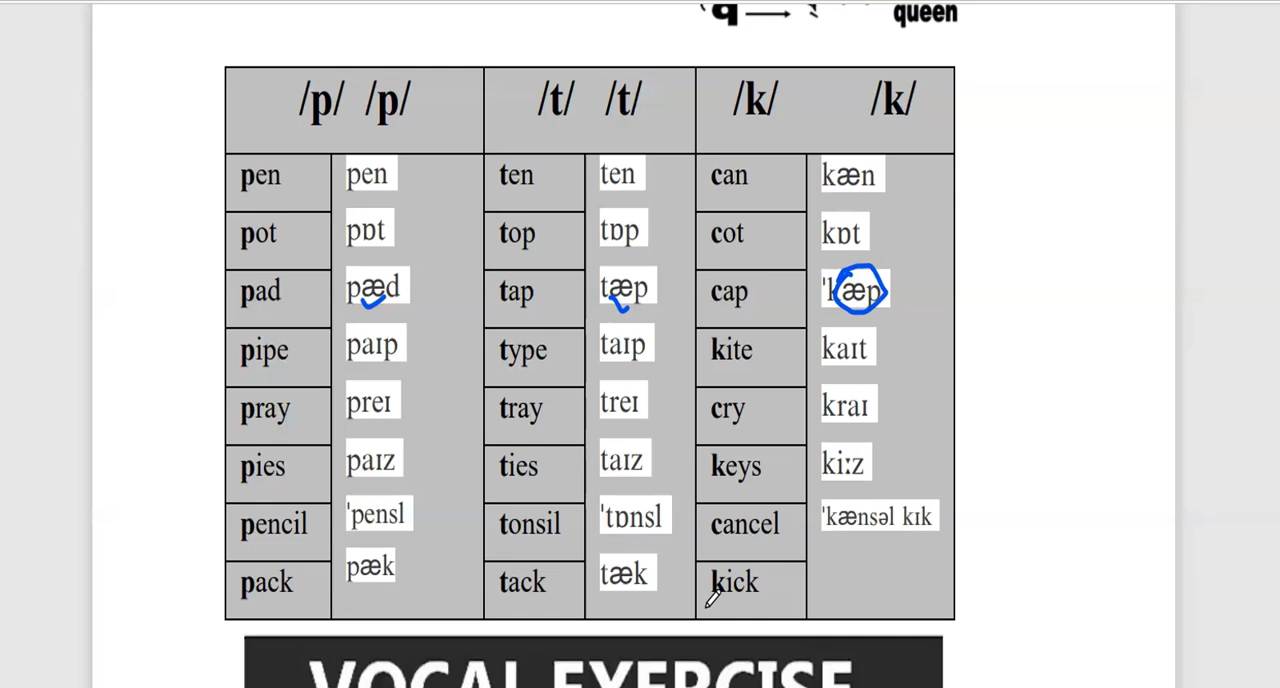 q → queen
/p/ /p/ /t/ /t/ /k/ /k/
pen pen ten ten can kæn
pot pɒt top tɒp cot kɒt
pad pæd tap tæp cap ˈkæp
pipe paɪp type taɪp kite kaɪt
pray preɪ tray treɪ cry kraɪ
pies paɪz ties taɪz keys kiːz
pencil ˈpensl tonsil ˈtɒnsl cancel ˈkænsəl kɪk
pack pæk tack tæk kick
VOCAL EXERCISE